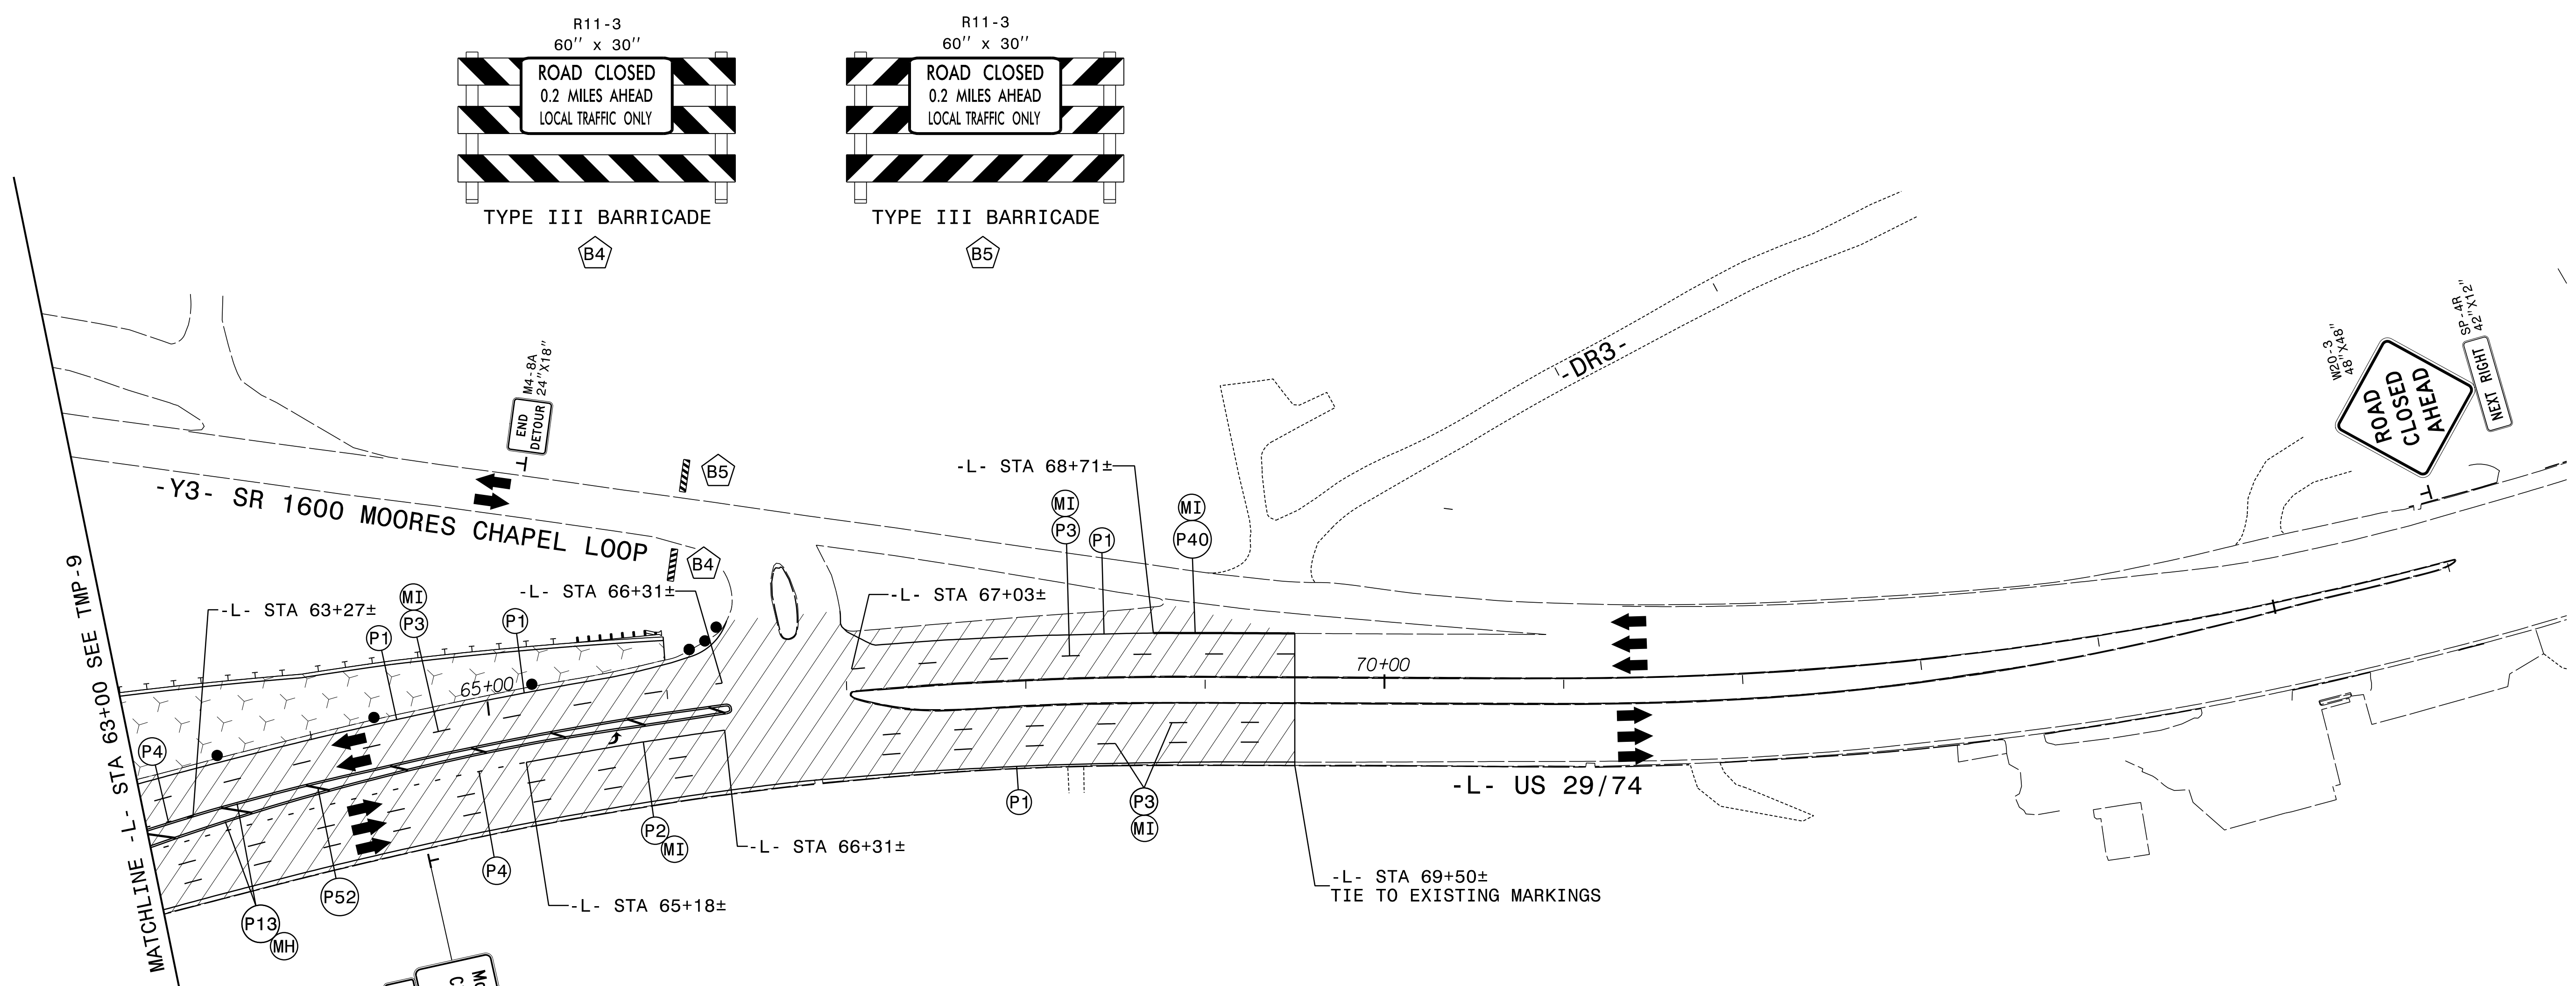 R11-3
60'' x 30''
ROAD CLOSED
0.2 MILES AHEAD
LOCAL TRAFFIC ONLY
TYPE III BARRICADE
B4
R11-3
60'' x 30''
ROAD CLOSED
0.2 MILES AHEAD
LOCAL TRAFFIC ONLY
TYPE III BARRICADE
B5
-DR3-
W20-3
48''X48''
ROAD
CLOSED
AHEAD
SP-4R
42''X12''
NEXT RIGHT
M4-8A
24''X18''
END
DETOUR
B5
B4
-Y3- SR 1600 MOORES CHAPEL LOOP
-L- STA 68+71±
MI
P3
P1
MI
P40
-L- STA 66+31±
-L- STA 67+03±
-L- STA 63+27±
MI
P3
P1
P1
65+00
70+00
MATCHLINE -L- STA 63+00 SEE TMP-9
P4
P13
MH
P52
P4
P2
MI
-L- STA 65+18±
-L- STA 66+31±
P1
P3
MI
-L- US 29/74
-L- STA 69+50±
TIE TO EXISTING MARKINGS